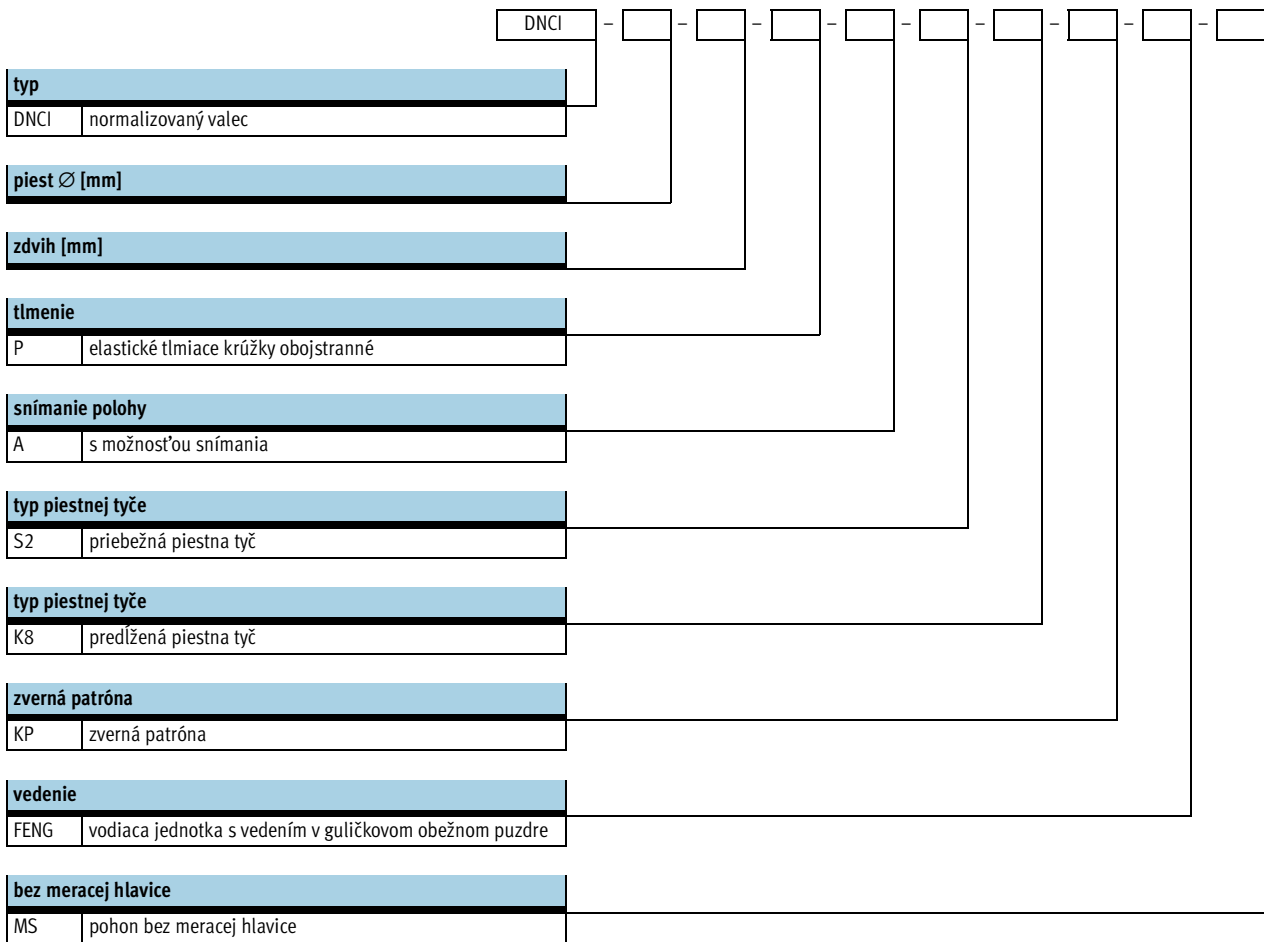 DNCI – – – – – – – – –
typ
DNCI normalizovaný valec
piest ∅ [mm]
zdvih [mm]
tlmenie
P elastické tlmiace krúžky obojstranné
snímanie polohy
A s možnosťou snímania
typ piestnej tyče
S2 priebežná piestna tyč
typ piestnej tyče
K8 predĺžená piestna tyč
zverná patróna
KP zverná patróna
vedenie
FENG vodiaca jednotka s vedením v guličkovom obežnom puzdre
bez meracej hlavice
MS pohon bez meracej hlavice